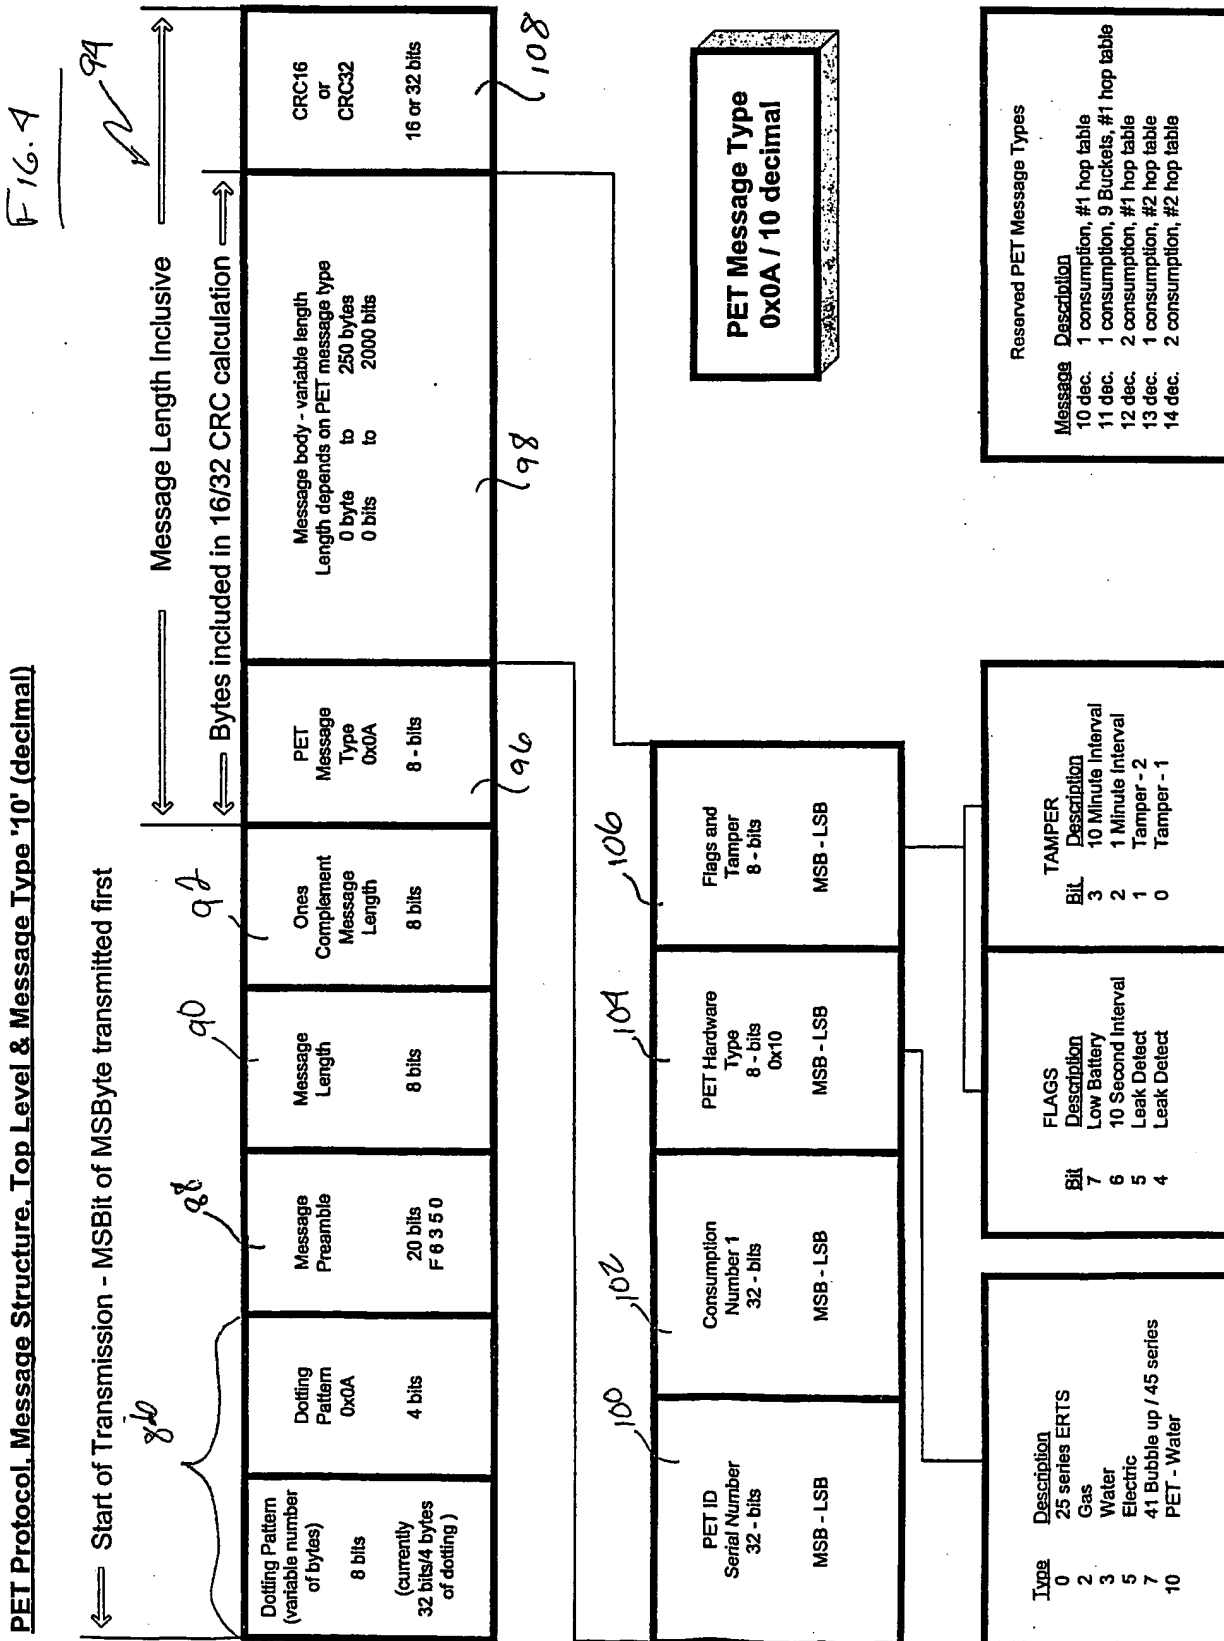 FIG. 4
PET Protocol, Message Structure, Top Level & Message Type '10' (decimal)
Start of Transmission - MSBit of MSByte transmitted first
Message Length Inclusive
94
Bytes included in 16/32 CRC calculation
86
88
90
92
Dotting Pattern
(variable number
of bytes)
8 bits
(currently
32 bits/4 bytes
of dotting )
Dotting
Pattern
0x0A
4 bits
Message
Preamble
20 bits
F 6 3 5 0
Message
Length
8 bits
Ones
Complement
Message
Length
8 bits
PET
Message
Type
0x0A
8 - bits
Message body - variable length
Length depends on PET message type
0 byte to 250 bytes
0 bits to 2000 bits
CRC16
or
CRC32
16 or 32 bits
96
98
108
100
102
104
106
PET ID
Serial Number
32 - bits
MSB - LSB
Consumption
Number 1
32 - bits
MSB - LSB
PET Hardware
Type
8 - bits
0x10
MSB - LSB
Flags and
Tamper
8 - bits
MSB - LSB
PET Message Type
0x0A / 10 decimal
Type Description
0 25 series ERTS
2 Gas
3 Water
5 Electric
7 41 Bubble up / 45 series
10 PET - Water
FLAGS
Bit Description
7 Low Battery
6 10 Second Interval
5 Leak Detect
4 Leak Detect
TAMPER
Bit Description
3 10 Minute Interval
2 1 Minute Interval
1 Tamper - 2
0 Tamper - 1
Reserved PET Message Types
Message Description
10 dec. 1 consumption, #1 hop table
11 dec. 1 consumption, 9 Buckets, #1 hop table
12 dec. 2 consumption, #1 hop table
13 dec. 1 consumption, #2 hop table
14 dec. 2 consumption, #2 hop table